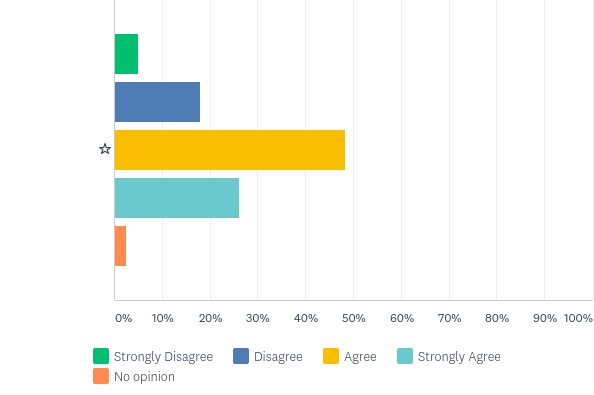 0% 10% 20% 30% 40% 50% 60% 70% 80% 90% 100%
Strongly Disagree Disagree Agree Strongly Agree
No opinion